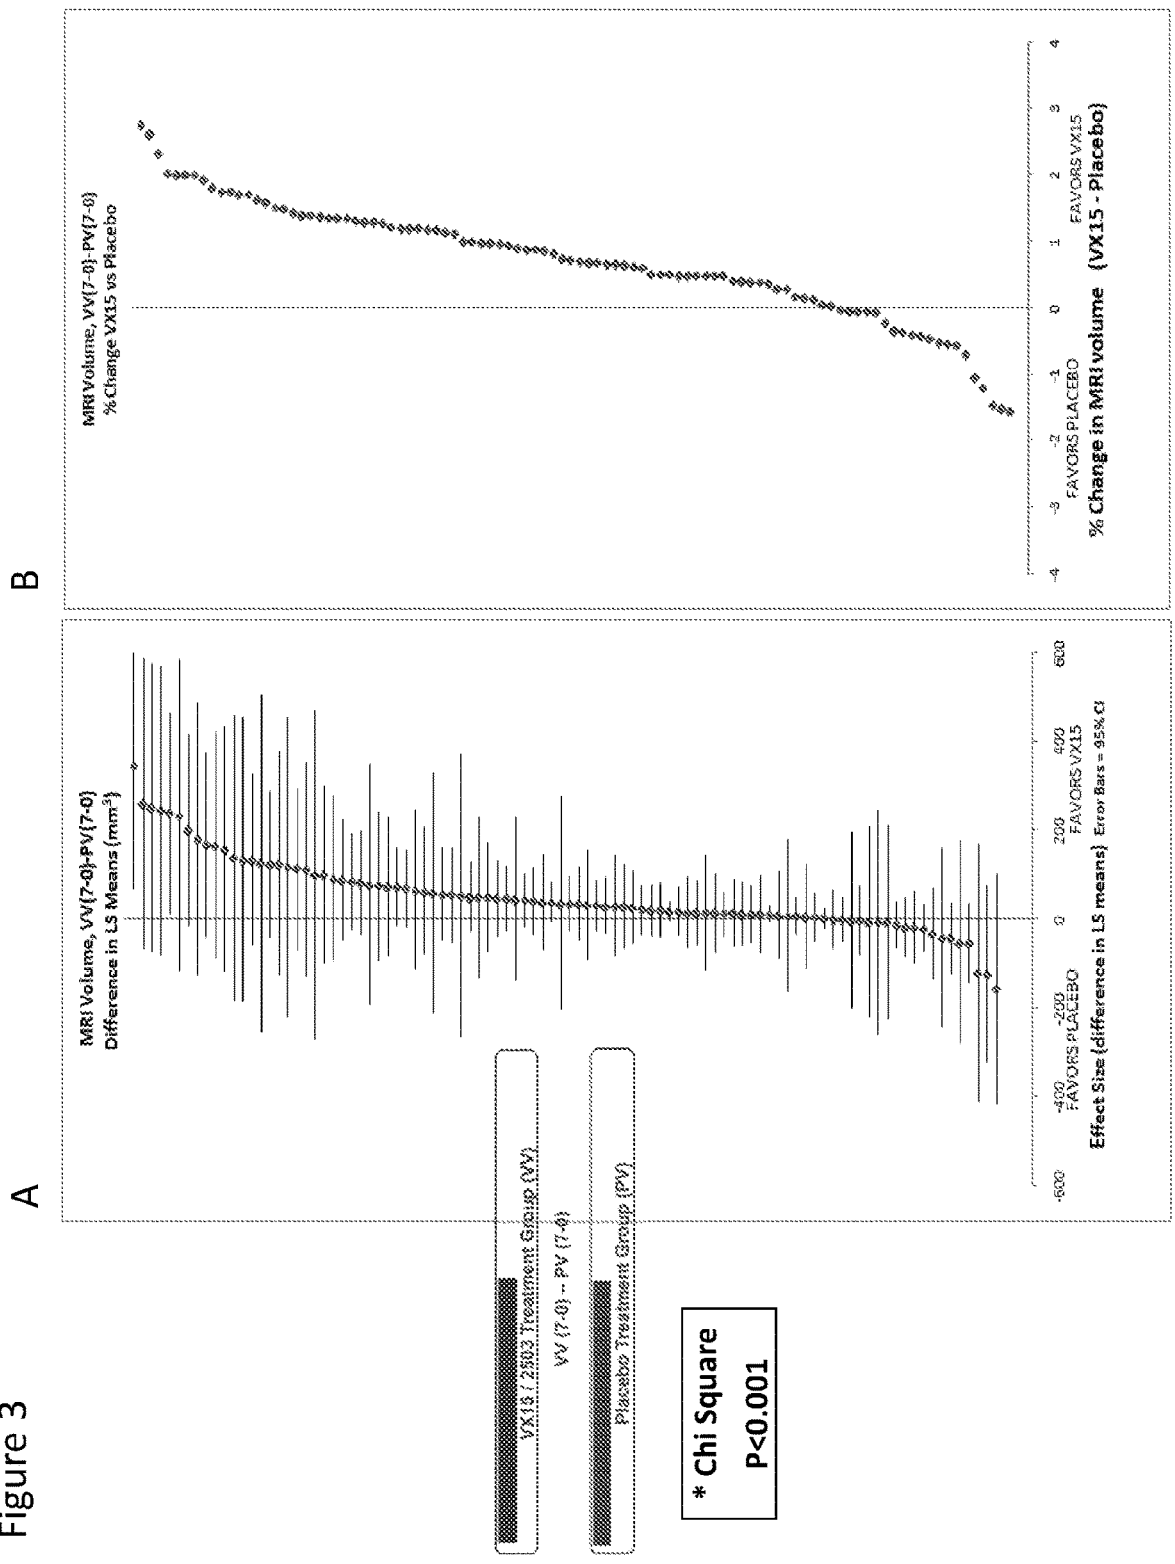 Figure 3
* Chi Square
P<0.001
VX15 / 2503 Treatment Group (VV)
VV (7-0) -- PV (7-0)
Placebo Treatment Group (PV)
A
MRI Volume, VV(7-0)-PV(7-0)
Difference in LS Means (mm³)
-600 -400 -200 0 200 400 600
FAVORS PLACEBO FAVORS VX15
Effect Size (difference in LS means) Error Bars = 95% CI
B
MRI Volume, VV(7-0)-PV(7-0)
% Change VX15 vs Placebo
-4 -3 -2 -1 0 1 2 3 4
FAVORS PLACEBO FAVORS VX15
% Change in MRI volume (VX15 - Placebo)